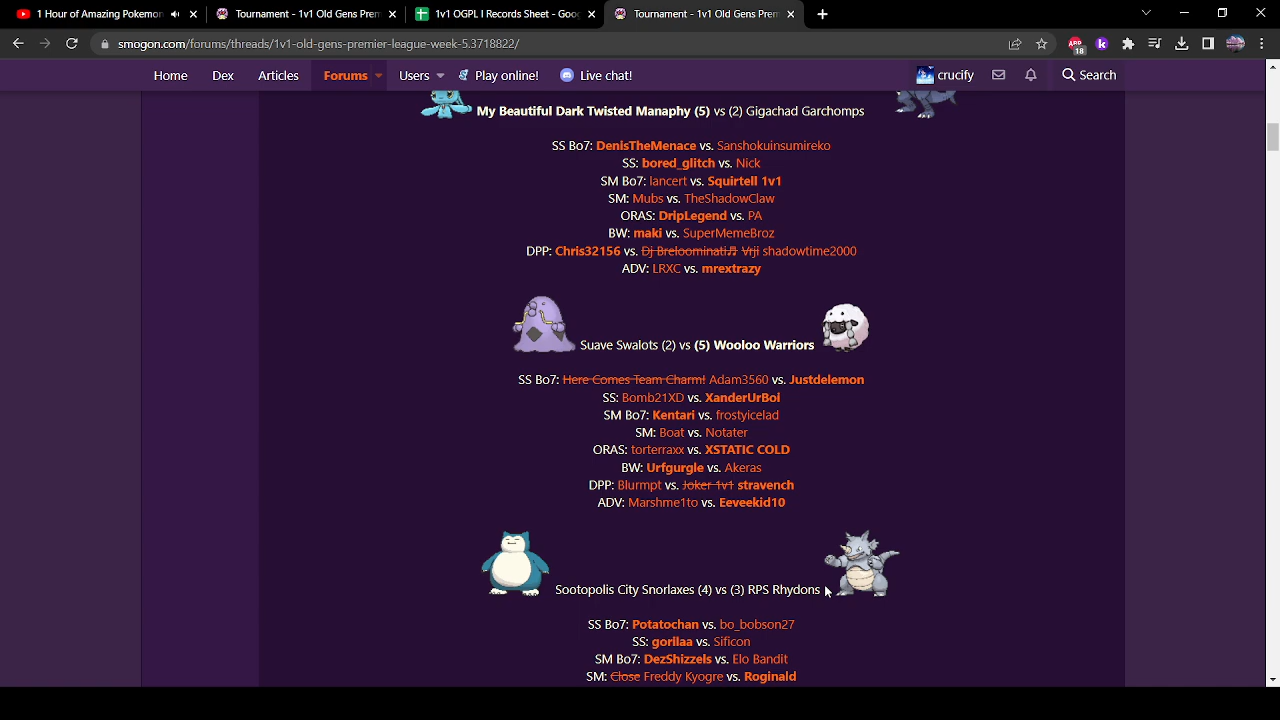 1 Hour of Amazing Pokemon
Tournament - 1v1 Old Gens Prem
1v1 OGPL I Records Sheet - Goo
Tournament - 1v1 Old Gens Prem
smogon.com/forums/threads/1v1-old-gens-premier-league-week-5.3718822/
ABP
18
k
Home
Dex
Articles
Forums
Users
Play online!
Live chat!
crucify
Search
My Beautiful Dark Twisted Manaphy (5) vs (2) Gigachad Garchomps
SS Bo7: DenisTheMenace vs. Sanshokuinsumireko
SS: bored_glitch vs. Nick
SM Bo7: lancert vs. Squirtell 1v1
SM: Mubs vs. TheShadowClaw
ORAS: DripLegend vs. PA
BW: maki vs. SuperMemeBroz
DPP: Chris32156 vs. Dj Breloominati♬ Vrji shadowtime2000
ADV: LRXC vs. mrextrazy
Suave Swalots (2) vs (5) Wooloo Warriors
SS Bo7: Here Comes Team Charm! Adam3560 vs. Justdelemon
SS: Bomb21XD vs. XanderUrBoi
SM Bo7: Kentari vs. frostyicelad
SM: Boat vs. Notater
ORAS: torterraxx vs. XSTATIC COLD
BW: Urfgurgle vs. Akeras
DPP: Blurmpt vs. Joker 1v1 stravench
ADV: Marshme1to vs. Eeveekid10
Sootopolis City Snorlaxes (4) vs (3) RPS Rhydons
SS Bo7: Potatochan vs. bo_bobson27
SS: gorilaa vs. Sificon
SM Bo7: DezShizzels vs. Elo Bandit
SM: Close Freddy Kyogre vs. Roginald